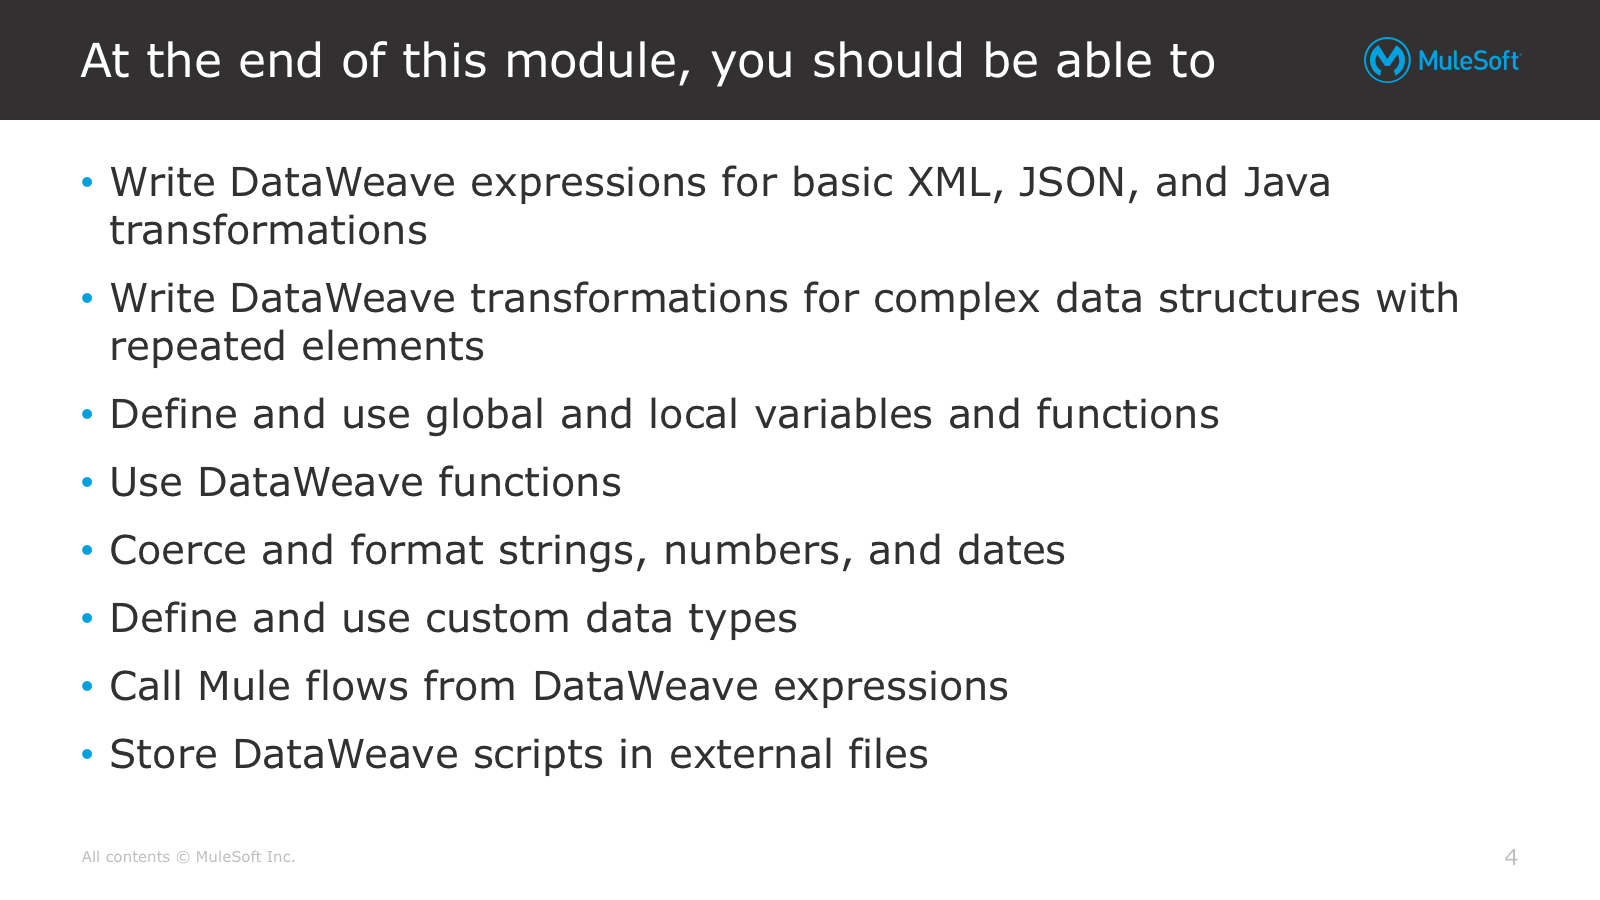 At the end of this module, you should be able to
MuleSoft
• Write DataWeave expressions for basic XML, JSON, and Java
transformations
• Write DataWeave transformations for complex data structures with
repeated elements
• Define and use global and local variables and functions
• Use DataWeave functions
• Coerce and format strings, numbers, and dates
• Define and use custom data types
• Call Mule flows from DataWeave expressions
• Store DataWeave scripts in external files
All contents © MuleSoft Inc.
4